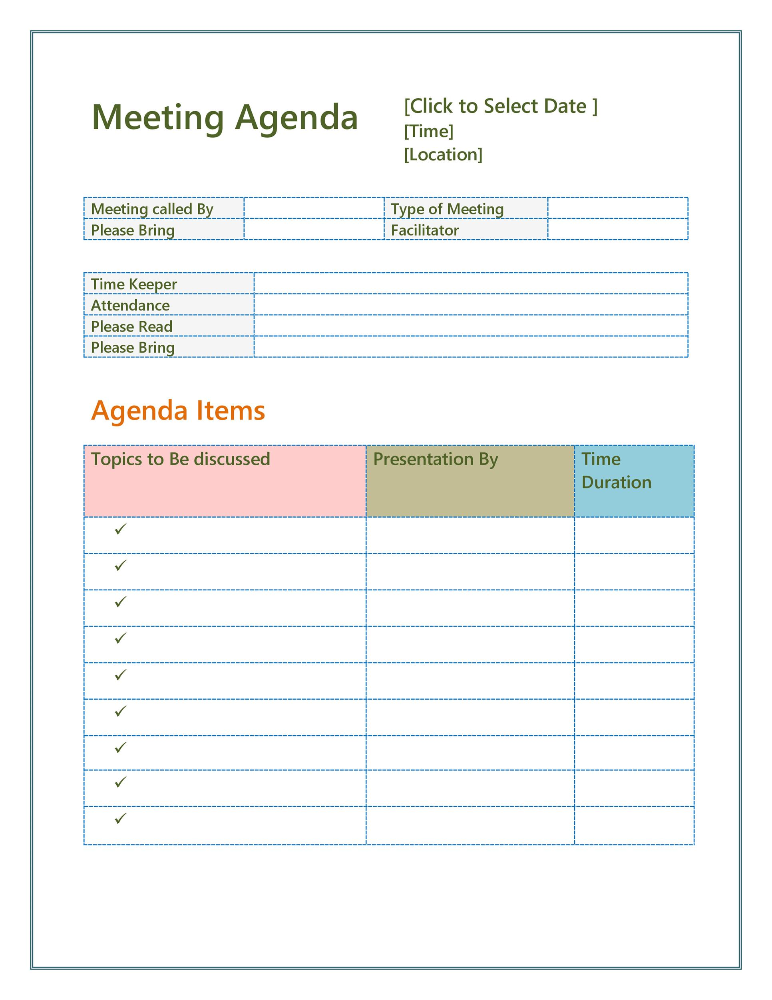 Meeting Agenda
[Click to Select Date ]
[Time]
[Location]
Meeting called By
Type of Meeting
Please Bring
Facilitator
Time Keeper
Attendance
Please Read
Please Bring
Agenda Items
Topics to Be discussed
Presentation By
Time
Duration
✓
✓
✓
✓
✓
✓
✓
✓
✓